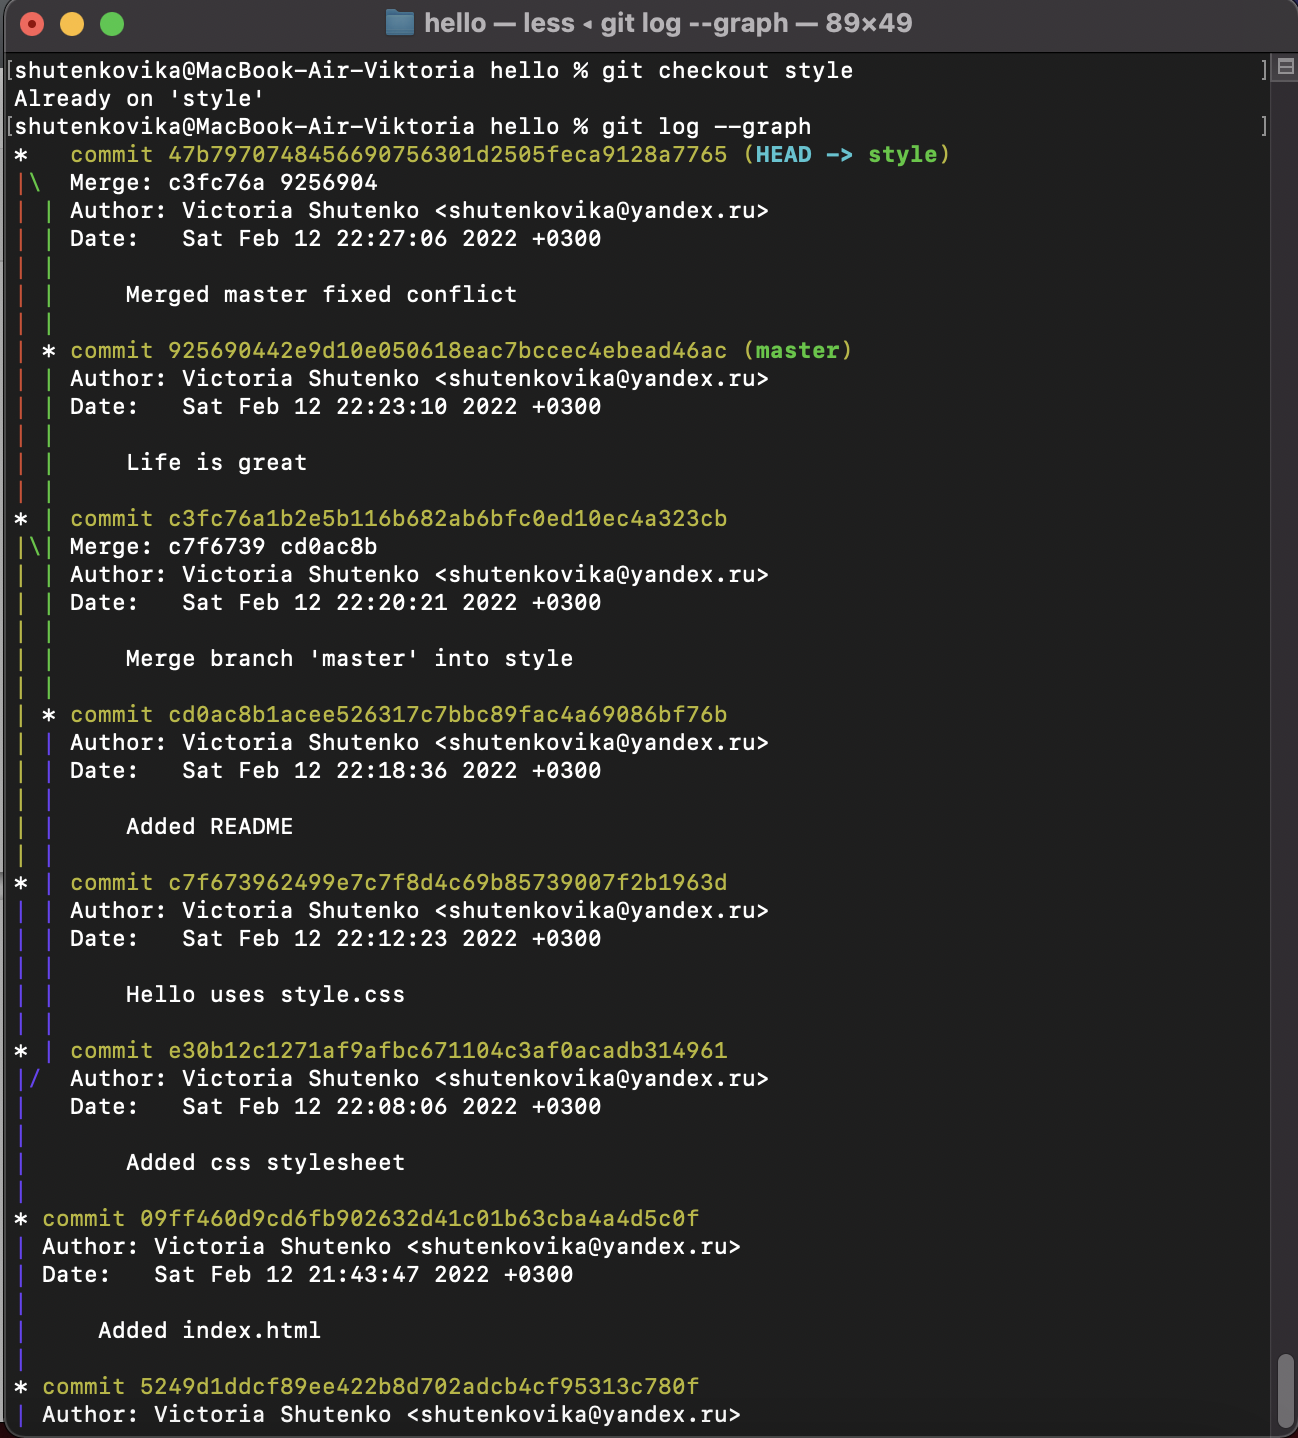 hello — less ◂ git log --graph — 89×49
[shutenkovika@MacBook-Air-Viktoria hello % git checkout style ]
Already on 'style'
[shutenkovika@MacBook-Air-Viktoria hello % git log --graph ]
*   commit 47b7970748456690756301d2505feca9128a7765 (HEAD -> style)
|\  Merge: c3fc76a 9256904
| | Author: Victoria Shutenko <shutenkovika@yandex.ru>
| | Date:   Sat Feb 12 22:27:06 2022 +0300
| |
| |     Merged master fixed conflict
| |
| * commit 925690442e9d10e050618eac7bccec4ebead46ac (master)
| | Author: Victoria Shutenko <shutenkovika@yandex.ru>
| | Date:   Sat Feb 12 22:23:10 2022 +0300
| |
| |     Life is great
| |
* | commit c3fc76a1b2e5b116b682ab6bfc0ed10ec4a323cb
|\| Merge: c7f6739 cd0ac8b
| | Author: Victoria Shutenko <shutenkovika@yandex.ru>
| | Date:   Sat Feb 12 22:20:21 2022 +0300
| |
| |     Merge branch 'master' into style
| |
| * commit cd0ac8b1acee526317c7bbc89fac4a69086bf76b
| | Author: Victoria Shutenko <shutenkovika@yandex.ru>
| | Date:   Sat Feb 12 22:18:36 2022 +0300
| |
| |     Added README
| |
* | commit c7f673962499e7c7f8d4c69b85739007f2b1963d
| | Author: Victoria Shutenko <shutenkovika@yandex.ru>
| | Date:   Sat Feb 12 22:12:23 2022 +0300
| |
| |     Hello uses style.css
| |
* | commit e30b12c1271af9afbc671104c3af0acadb314961
|/  Author: Victoria Shutenko <shutenkovika@yandex.ru>
|   Date:   Sat Feb 12 22:08:06 2022 +0300
|
|       Added css stylesheet
|
* commit 09ff460d9cd6fb902632d41c01b63cba4a4d5c0f
| Author: Victoria Shutenko <shutenkovika@yandex.ru>
| Date:   Sat Feb 12 21:43:47 2022 +0300
|
|     Added index.html
|
* commit 5249d1ddcf89ee422b8d702adcb4cf95313c780f
| Author: Victoria Shutenko <shutenkovika@yandex.ru>